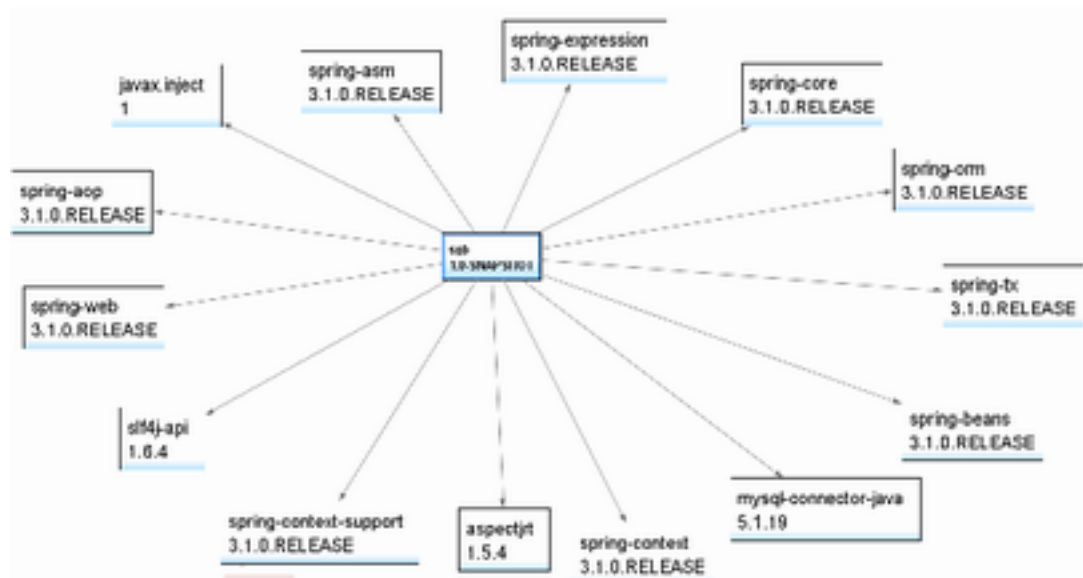 spring-expression
3.1.0.RELEASE
spring-asm
3.1.0.RELEASE
javax.inject
1
spring-core
3.1.0.RELEASE
spring-orm
3.1.0.RELEASE
spring-aop
3.1.0.RELEASE
spring-tx
3.1.0.RELEASE
spring-web
3.1.0.RELEASE
slf4j-api
1.6.4
spring-beans
3.1.0.RELEASE
mysql-connector-java
5.1.19
spring-context-support
3.1.0.RELEASE
aspectjrt
1.5.4
spring-context
3.1.0.RELEASE